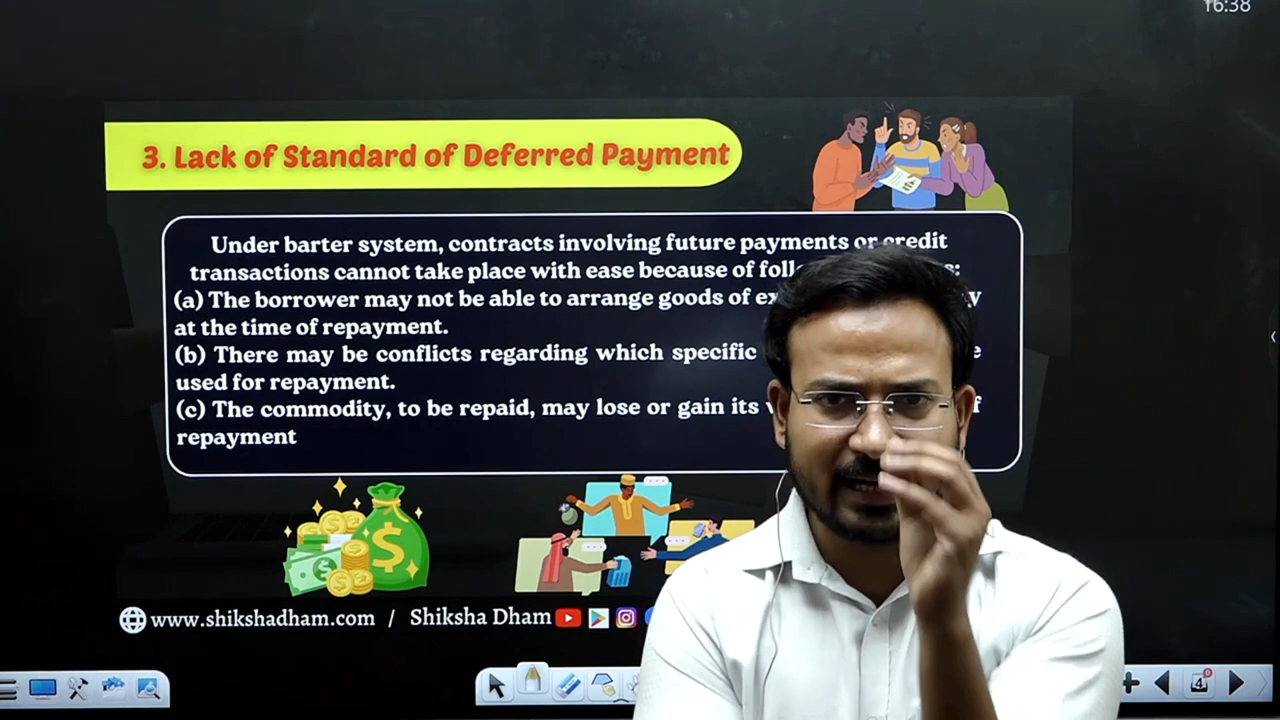 16:38
3. Lack of Standard of Deferred Payment
Under barter system, contracts involving future payments or credit
transactions cannot take place with ease because of
(a) The borrower may not be able to arrange goods of
at the time of repayment.
(b) There may be conflicts regarding which specific
used for repayment.
(c) The commodity, to be repaid, may lose or gain its
repayment
www.shikshadham.com / Shiksha Dham
4